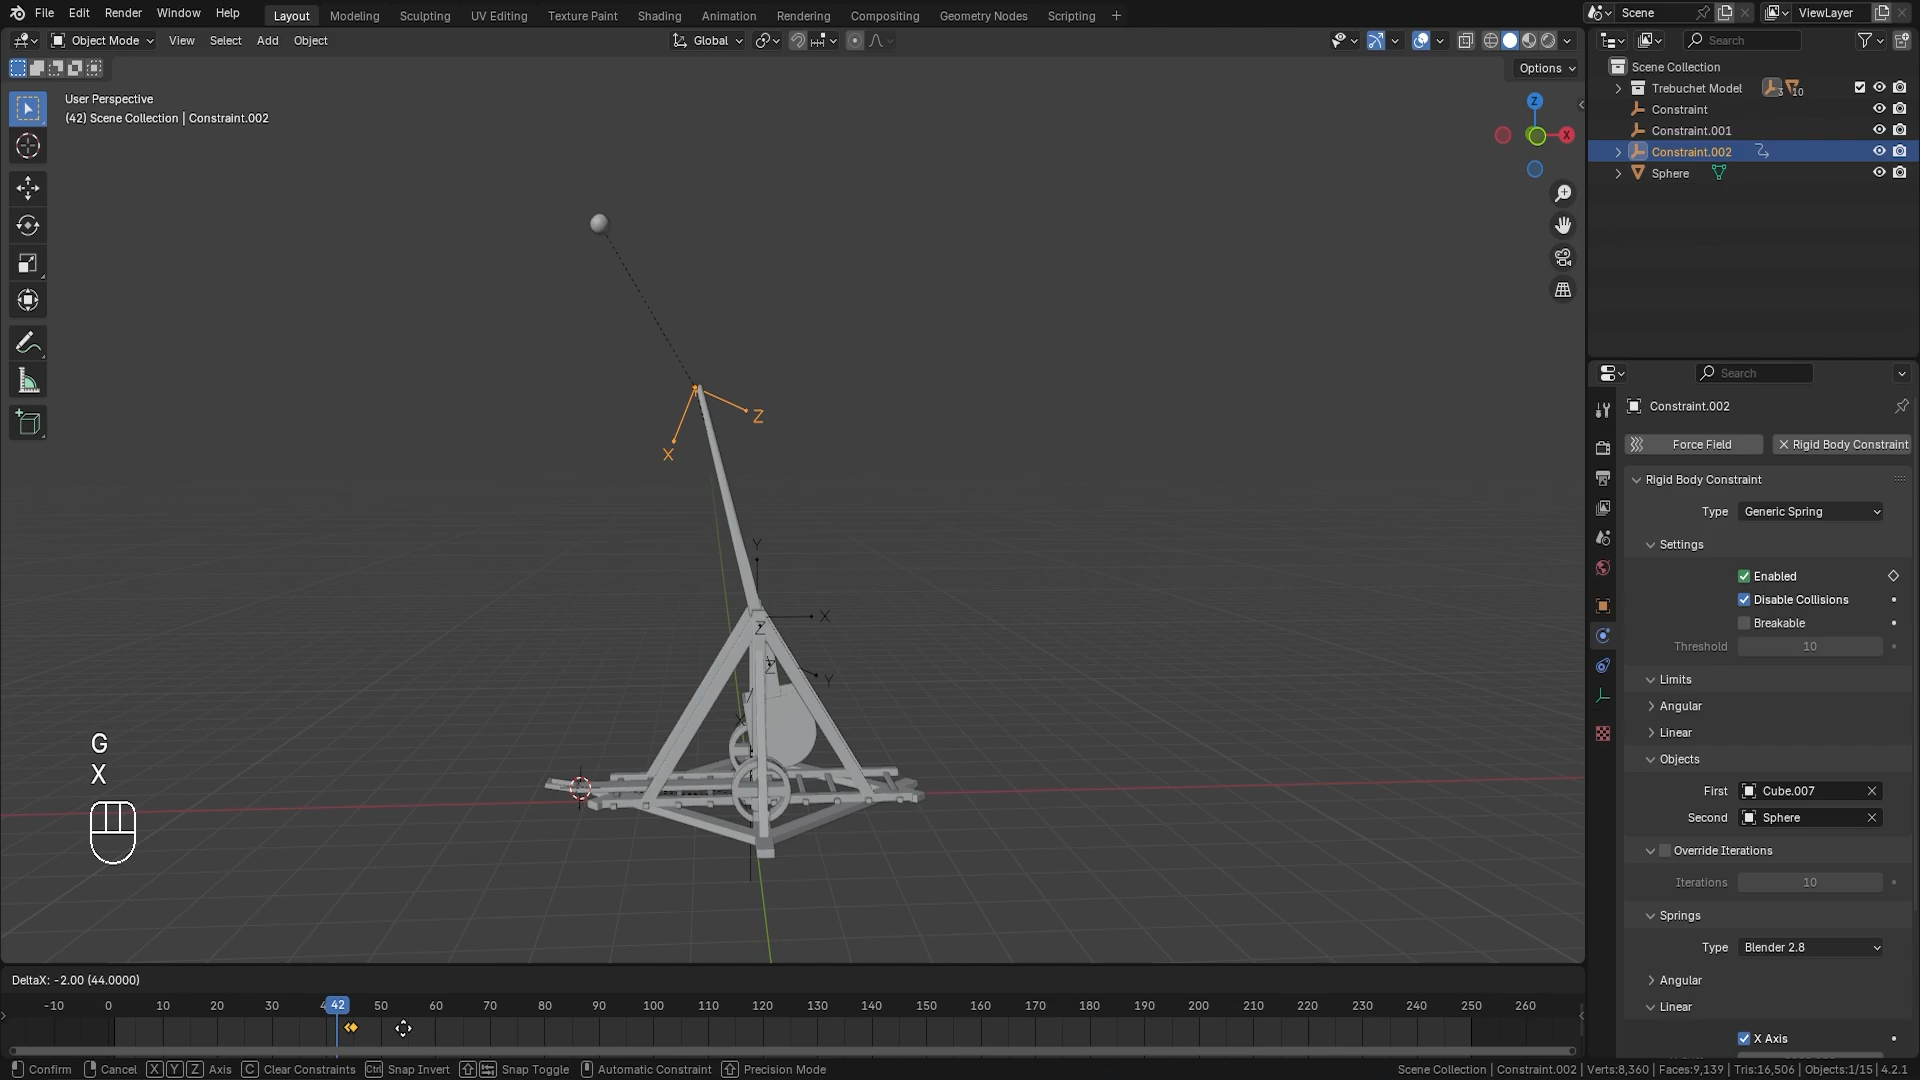 File Edit Render Window Help Layout Modeling Sculpting UV Editing Texture Paint Shading Animation Rendering Compositing Geometry Nodes Scripting + Scene ViewLayer
Object Mode View Select Add Object Global Search
Options
User Perspective
(42) Scene Collection | Constraint.002
Z
X
Scene Collection
Trebuchet Model 3 10
Constraint
Constraint.001
Constraint.002
Sphere
Search
Constraint.002
Force Field Rigid Body Constraint
Rigid Body Constraint
Type Generic Spring
Settings
Enabled
Disable Collisions
Breakable
Threshold 10
Limits
Angular
Linear
Objects
First Cube.007
Second Sphere
Override Iterations
Iterations 10
Springs
Type Blender 2.8
Angular
Linear
X Axis
Z
X
Y
X
Z
Z
Y
X
G
X
DeltaX: -2.00 (44.0000)
-10 0 10 20 30 4 42 50 60 70 80 90 100 110 120 130 140 150 160 170 180 190 200 210 220 230 240 250 260
Confirm Cancel X Y Z Axis C Clear Constraints Ctrl Snap Invert Snap Toggle Automatic Constraint Precision Mode Scene Collection | Constraint.002 | Verts:8,360 | Faces:9,139 | Tris:16,506 | Objects:1/15 | 4.2.1